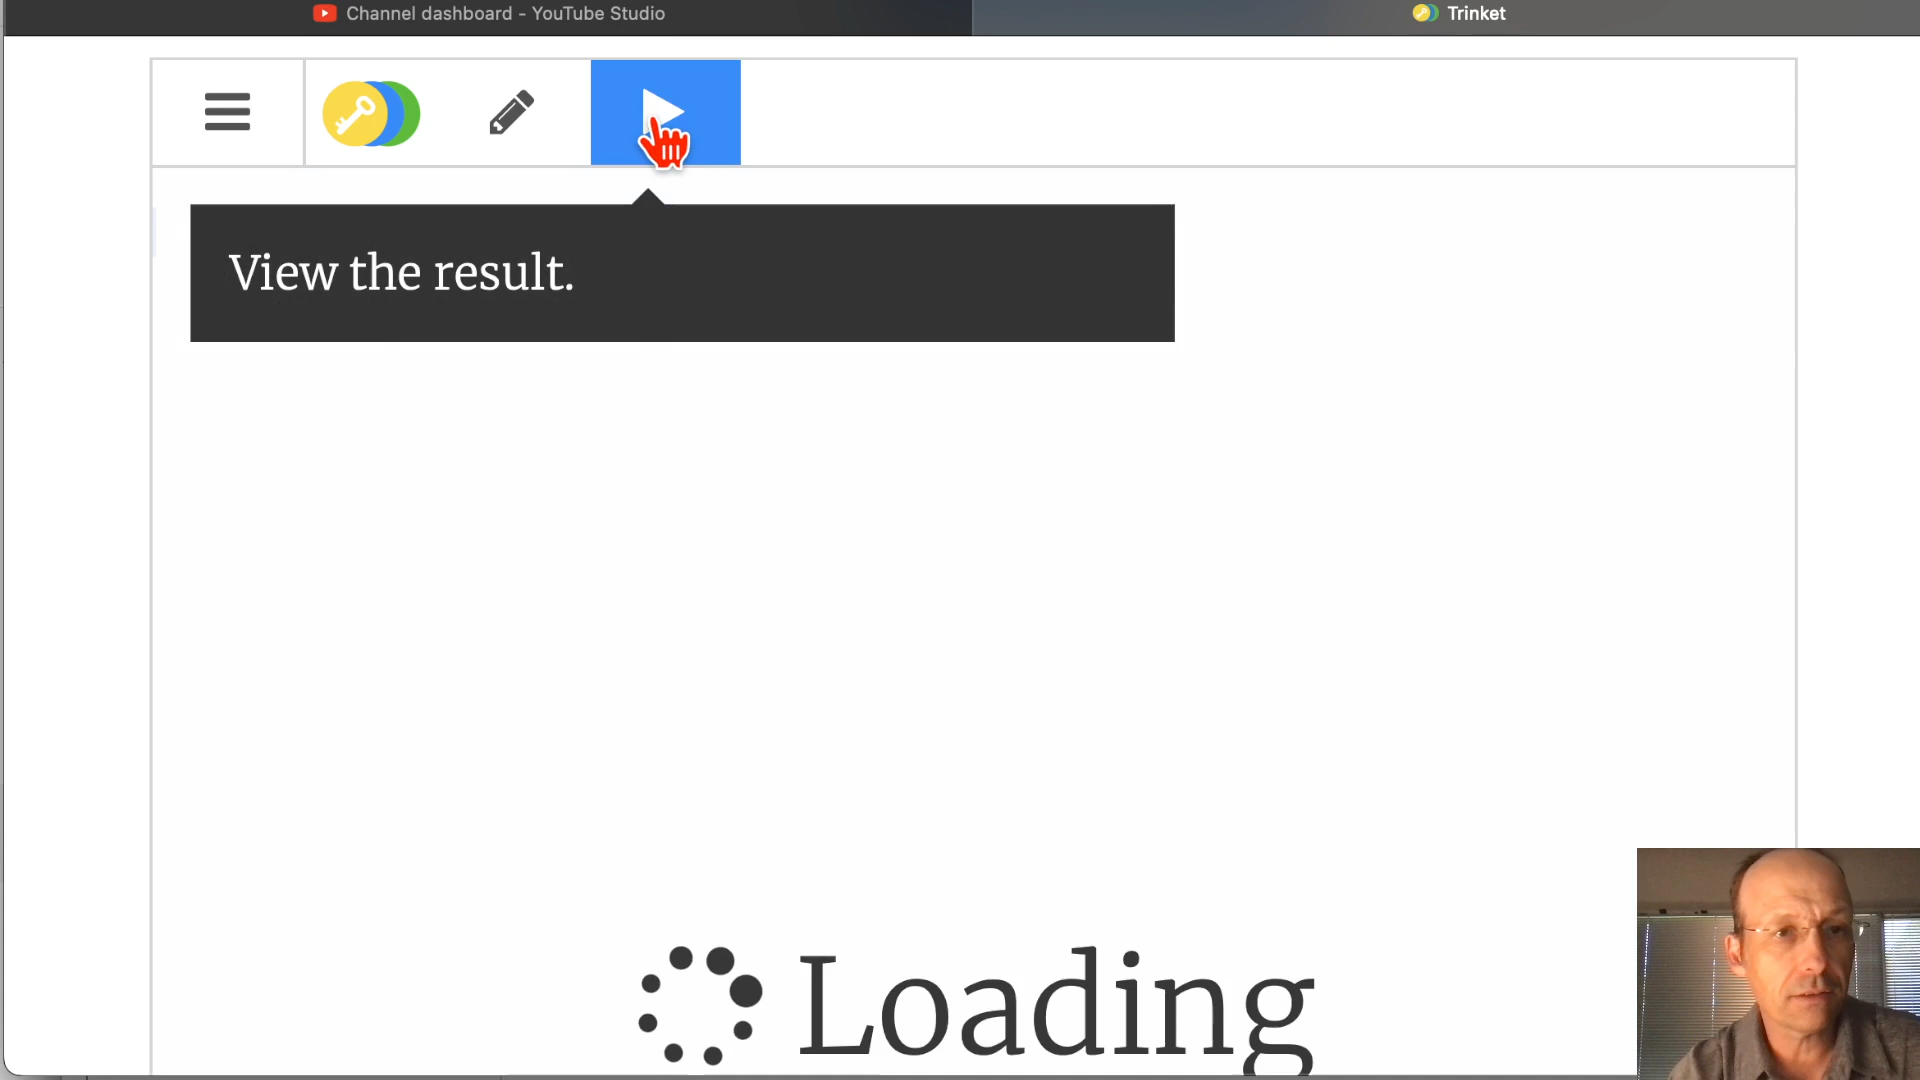 Channel dashboard - YouTube Studio
Trinket
View the result.
Loading